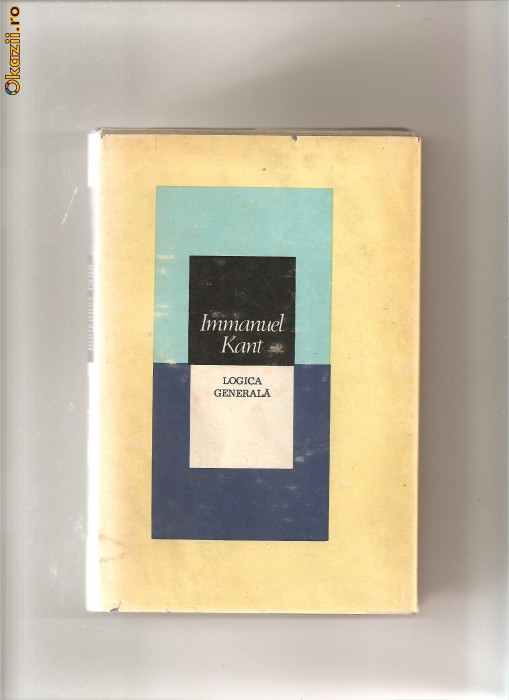 Okazii.ro
Immanuel
Kant
LOGICA
GENERALĂ